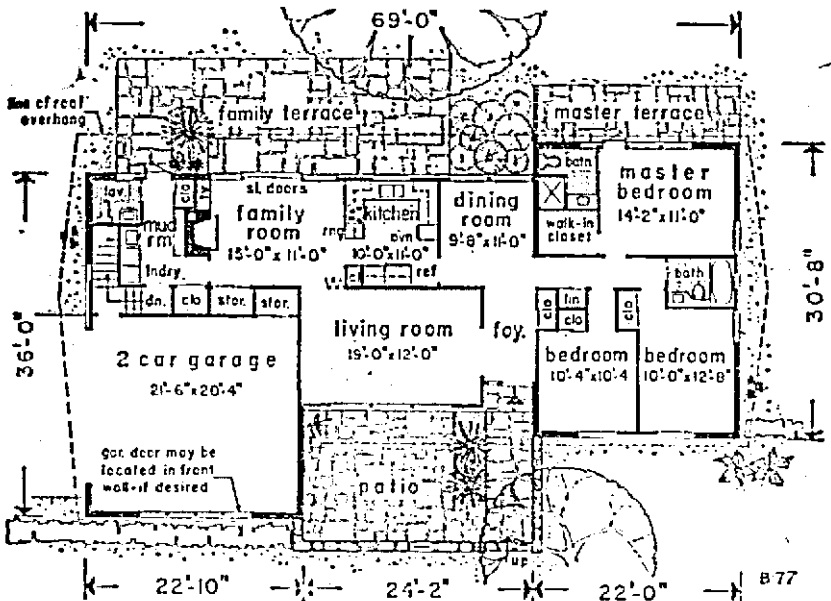 69'-0"
line of roof
overhang
family terrace
master terrace
lav.
clo
tv
sl. doors
bath
master
bedroom
14'-2"x11'-0"
mud
rm
family
room
15'-0"x11'-0"
kitchen
rng
ovn
10'-0"x11'-0"
dining
room
9'-8"x11'-0"
walk-in
closet
lndry.
ref
bath
30'-8"
dn.
clo
stor.
stor.
clo
lin
clo
clo
36'-0"
living room
19'-0"x12'-0"
foy.
2 car garage
21'-6"x20'-4"
bedroom
10'-4"x10'-4
bedroom
10'-0"x12'-8"
gar. door may be
located in front
wall-if desired
patio
up
22'-10"
24'-2"
22'-0"
B-77